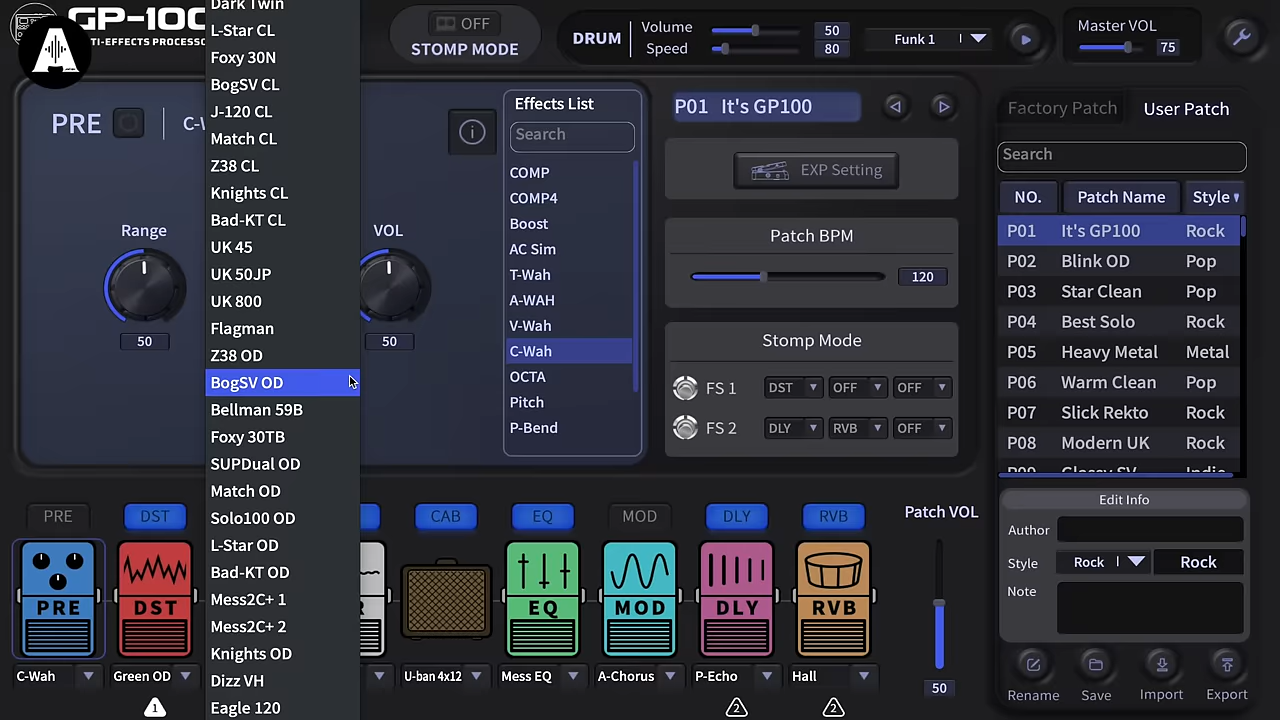 GP-100
MULTI-EFFECTS PROCESSOR
A
OFF
STOMP MODE
DRUM
Volume
50
Speed
80
Funk 1
Master VOL
75
PRE
Range
50
VOL
50
Dark Twin
L-Star CL
Foxy 30N
BogSV CL
J-120 CL
Match CL
Z38 CL
Knights CL
Bad-KT CL
UK 45
UK 50JP
UK 800
Flagman
Z38 OD
BogSV OD
Bellman 59B
Foxy 30TB
SUPDual OD
Match OD
Solo100 OD
L-Star OD
Bad-KT OD
Mess2C+ 1
Mess2C+ 2
Knights OD
Dizz VH
Eagle 120
Effects List
Search
COMP
COMP4
Boost
AC Sim
T-Wah
A-WAH
V-Wah
C-Wah
OCTA
Pitch
P-Bend
P01 It's GP100
EXP Setting
Patch BPM
120
Stomp Mode
FS 1 DST OFF OFF
FS 2 DLY RVB OFF
Factory Patch User Patch
Search
NO. Patch Name Style
P01 It's GP100 Rock
P02 Blink OD Pop
P03 Star Clean Pop
P04 Best Solo Rock
P05 Heavy Metal Metal
P06 Warm Clean Pop
P07 Slick Rekto Rock
P08 Modern UK Rock
P09 Glossy SV Indie
Edit Info
Author
Style Rock Rock
Note
Rename Save Import Export
PRE DST CAB EQ MOD DLY RVB
PRE DST EQ MOD DLY RVB
C-Wah Green OD U-ban 4x12 Mess EQ A-Chorus P-Echo Hall
1 2 2
Patch VOL
50